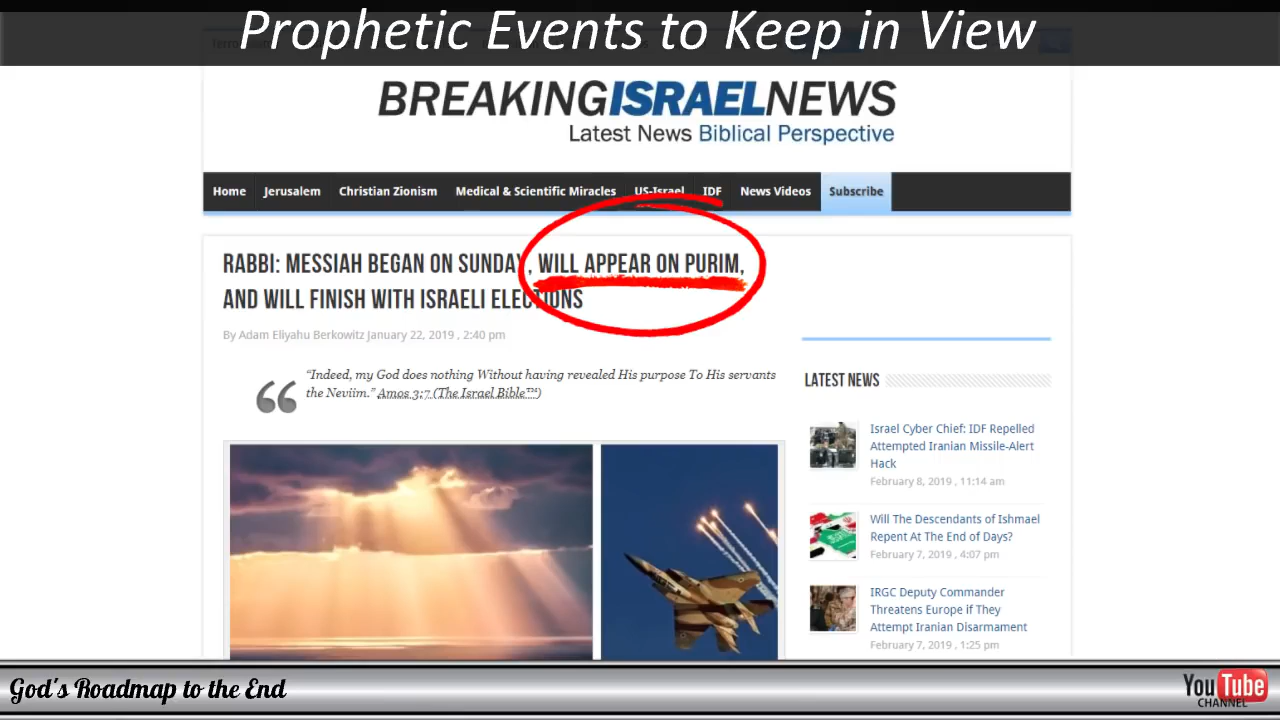 Prophetic Events to Keep in View
BREAKINGISRAELNEWS
Latest News Biblical Perspective
Home Jerusalem Christian Zionism Medical & Scientific Miracles US-Israel IDF News Videos Subscribe
RABBI: MESSIAH BEGAN ON SUNDAY, WILL APPEAR ON PURIM,
AND WILL FINISH WITH ISRAELI ELECTIONS
By Adam Eliyahu Berkowitz January 22, 2019 , 2:40 pm
“Indeed, my God does nothing Without having revealed His purpose To His servants
the Neviim.” Amos 3:7 (The Israel Bible™)
LATEST NEWS
Israel Cyber Chief: IDF Repelled
Attempted Iranian Missile-Alert
Hack
February 8, 2019 , 11:14 am
Will The Descendants of Ishmael
Repent At The End of Days?
February 7, 2019 , 4:07 pm
IRGC Deputy Commander
Threatens Europe if They
Attempt Iranian Disarmament
February 7, 2019 , 1:25 pm
God's Roadmap to the End
YouTube
CHANNEL